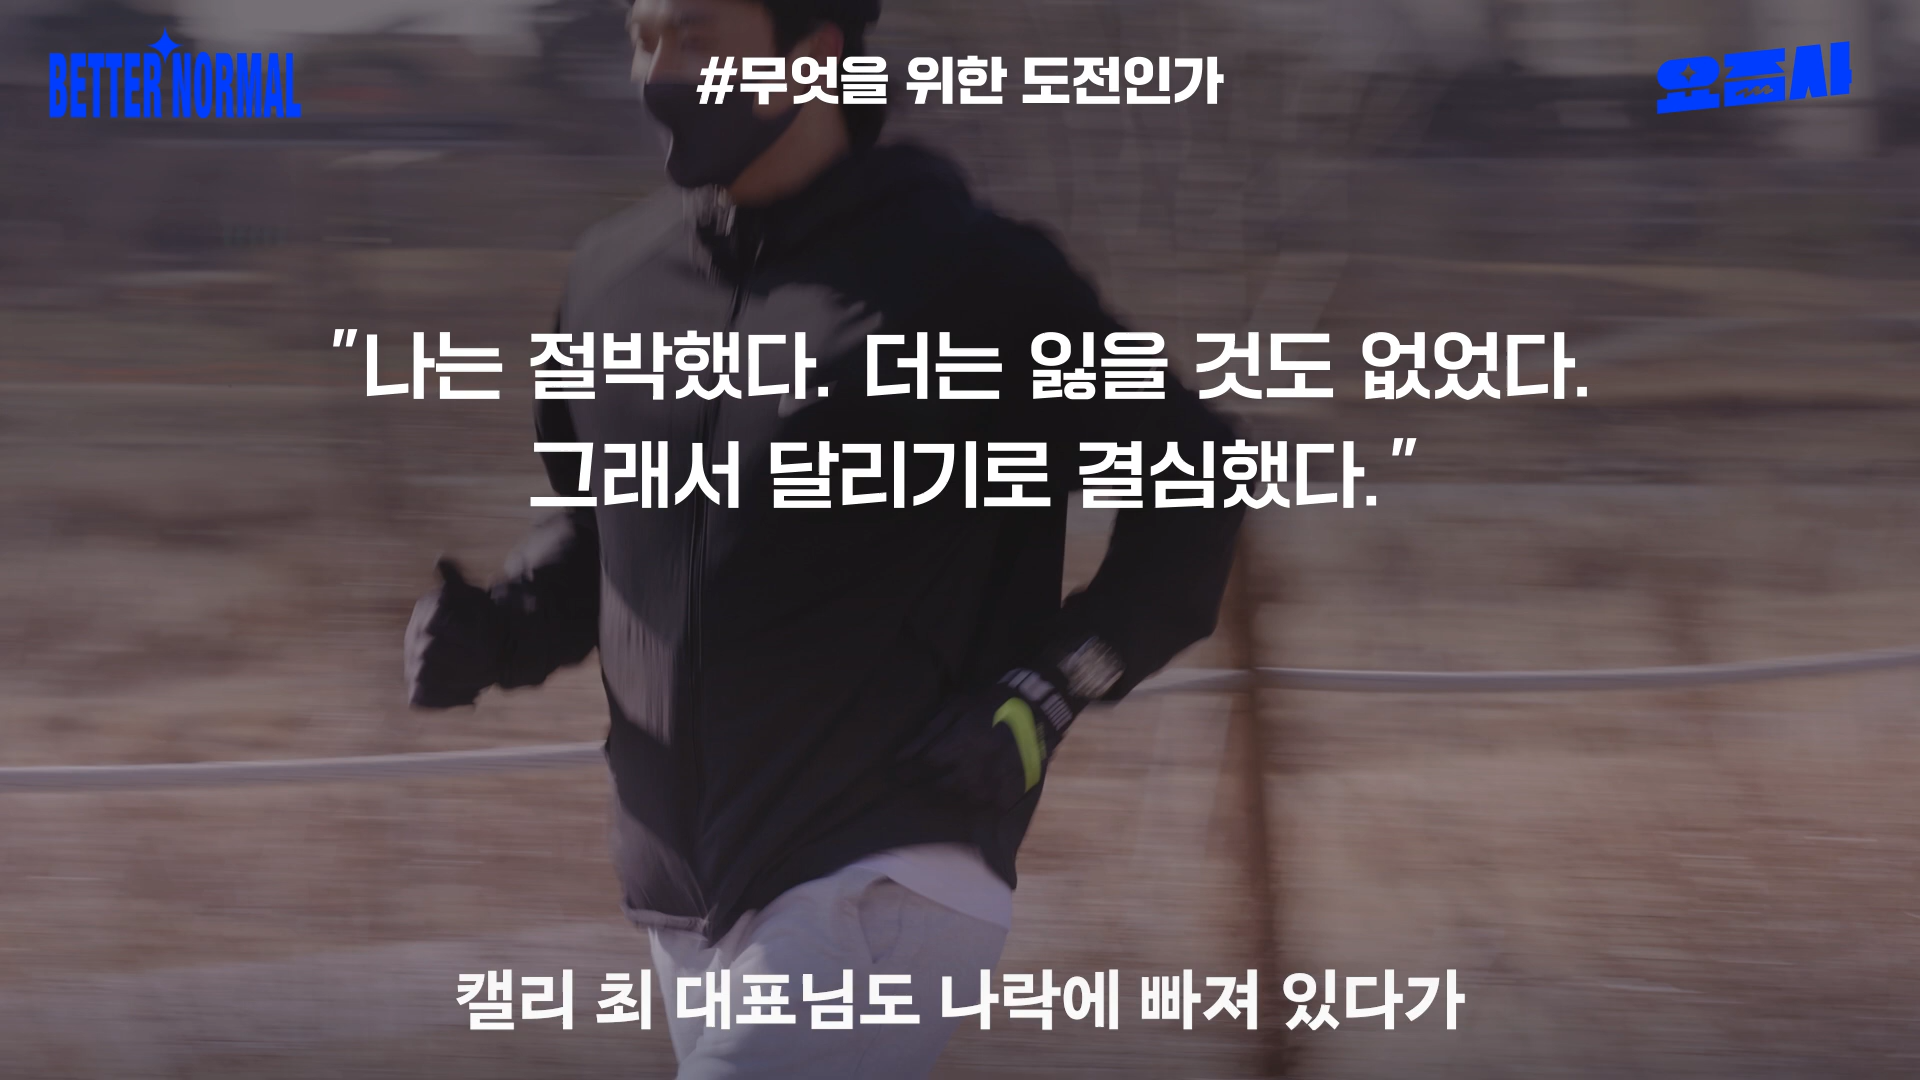 BETTER NORMAL
#무엇을 위한 도전인가
요즘사
"나는 절박했다. 더는 잃을 것도 없었다.
그래서 달리기로 결심했다."
캘리 최 대표님도 나락에 빠져 있다가